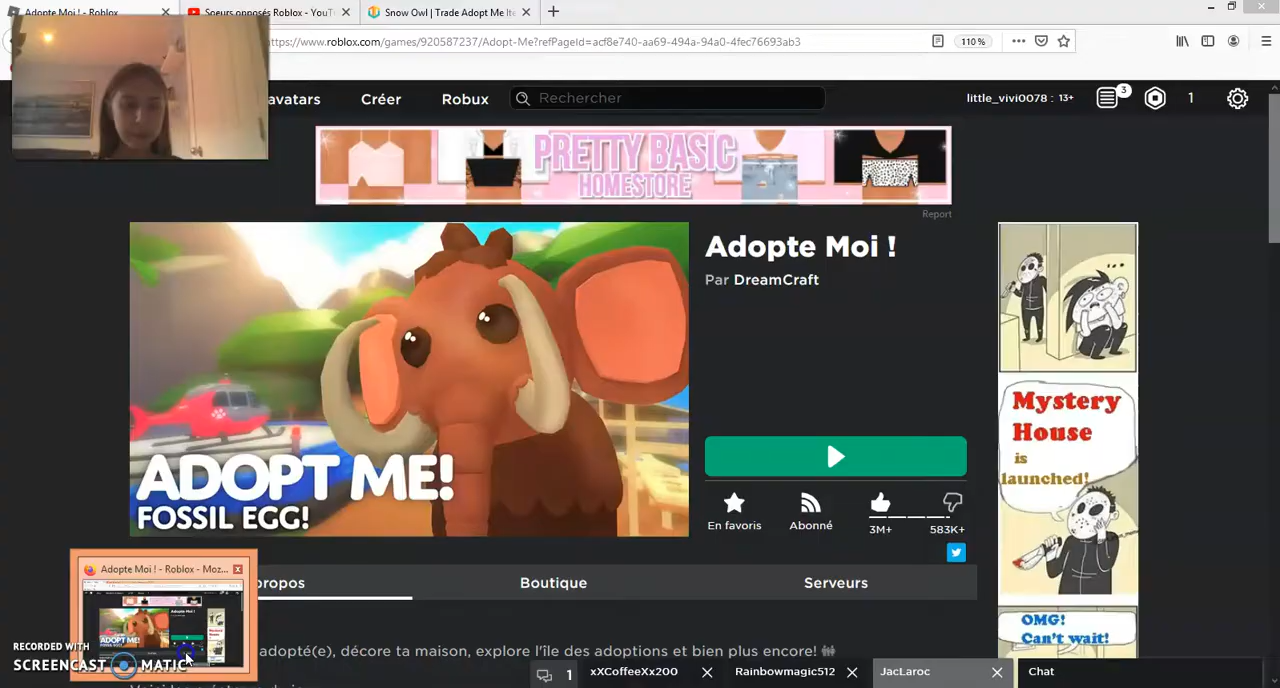 Adopte Moi ! - Roblox
Soeurs opposés Roblox - YouT
Snow Owl | Trade Adopt Me Ite
https://www.roblox.com/games/920587237/Adopt-Me?refPageId=acf8e740-aa69-494a-94a0-4fec76693ab3
110 %
avatars
Créer
Robux
Rechercher
little_vivi0078 : 13+
3
1
PRETTY BASIC
HOMESTORE
Report
ADOPT ME!
FOSSIL EGG!
Adopte Moi !
Par DreamCraft
En favoris
Abonné
3M+
583K+
...
Mystery
House
is
launched!
OMG!
Can't wait!
Adopte Moi ! - Roblox - Moz...
propos
Boutique
Serveurs
adopté(e), décore ta maison, explore l'île des adoptions et bien plus encore!
RECORDED WITH
SCREENCAST MATIC
1
xXCoffeeXx200
Rainbowmagic512
JacLaroc
Chat